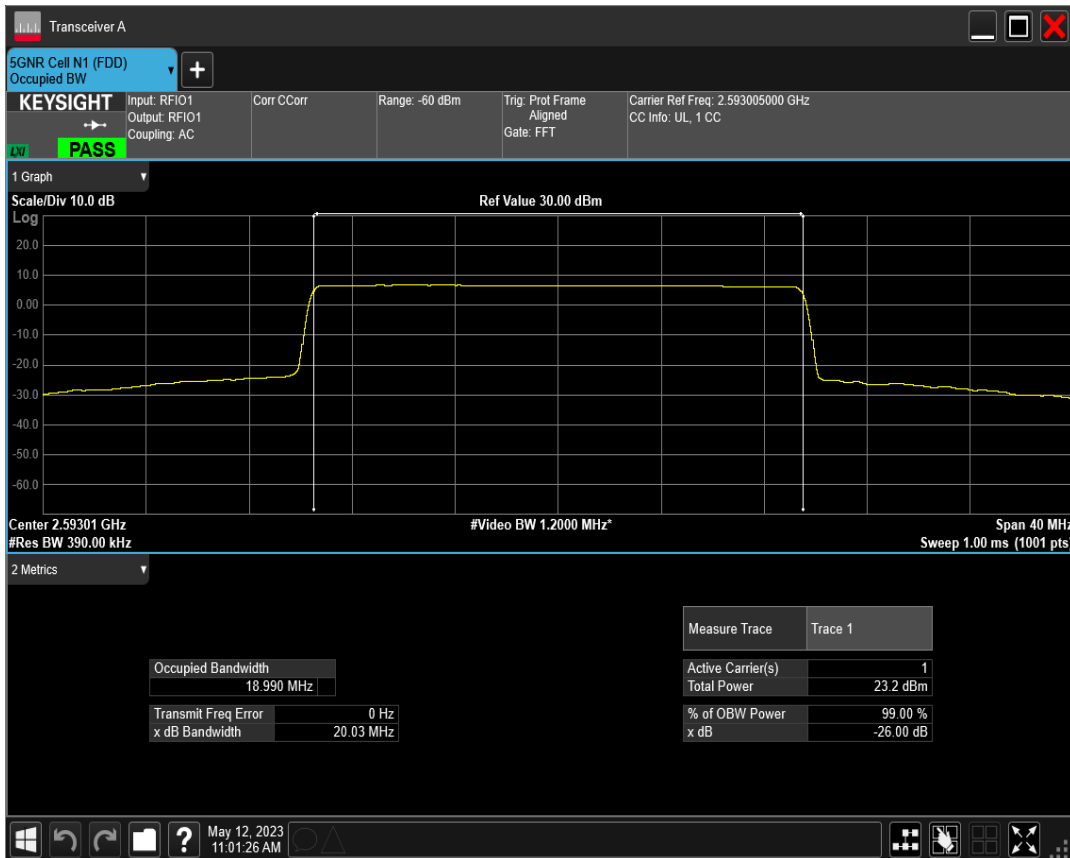 Transceiver A
5GNR Cell N1 (FDD)
Occupied BW
+
KEYSIGHT
LXI
PASS
Input: RFIO1
Output: RFIO1
Coupling: AC
Corr CCorr
Range: -60 dBm
Trig: Prot Frame
Aligned
Gate: FFT
Carrier Ref Freq: 2.593005000 GHz
CC Info: UL, 1 CC
1 Graph
Scale/Div 10.0 dB
Ref Value 30.00 dBm
Log
20.0
10.0
0.00
-10.0
-20.0
-30.0
-40.0
-50.0
-60.0
Center 2.59301 GHz
#Video BW 1.2000 MHz*
Span 40 MHz
#Res BW 390.00 kHz
Sweep 1.00 ms (1001 pts)
2 Metrics
Measure Trace Trace 1
Occupied Bandwidth
18.990 MHz
Active Carrier(s) 1
Total Power 23.2 dBm
Transmit Freq Error 0 Hz
x dB Bandwidth 20.03 MHz
% of OBW Power 99.00 %
x dB -26.00 dB
?
May 12, 2023
11:01:26 AM